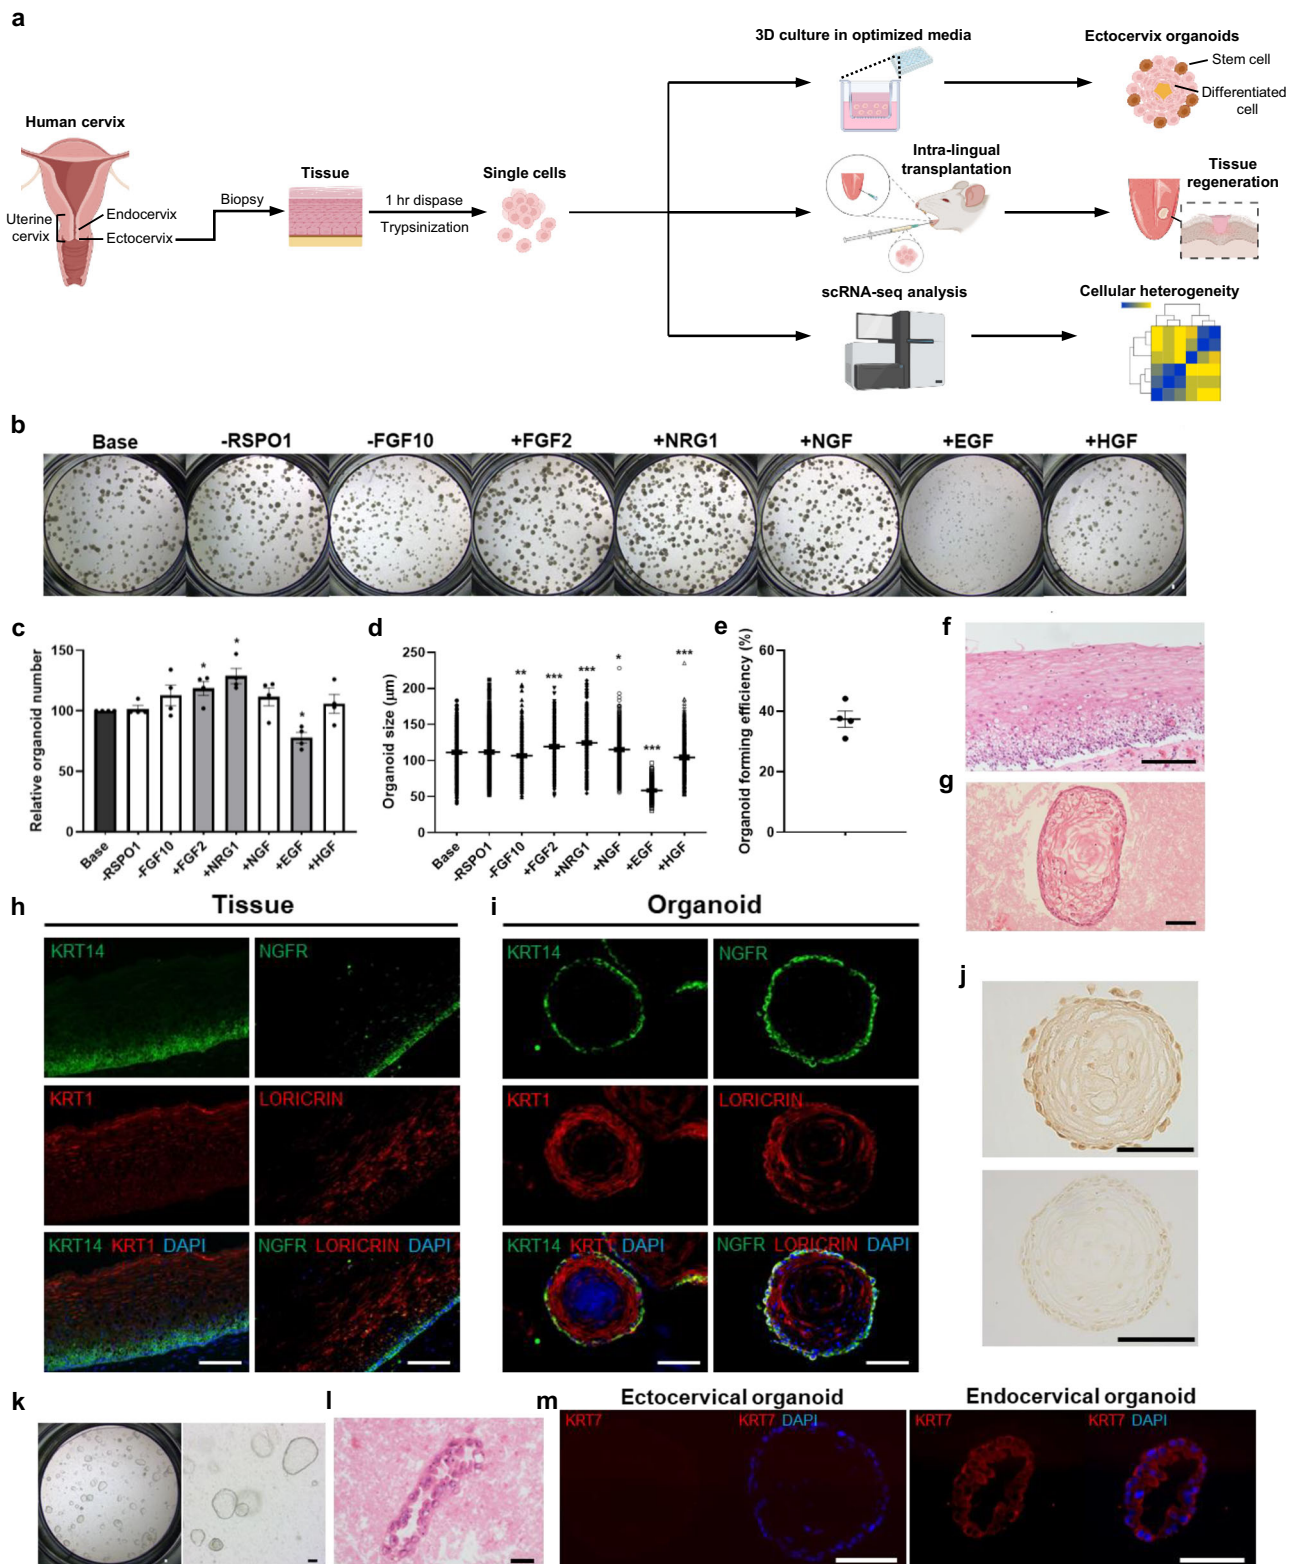 a
Human cervix
Uterine
cervix
Endocervix
Ectocervix
Biopsy
Tissue
1 hr dispase
Trypsinization
Single cells
3D culture in optimized media
Ectocervix organoids
Stem cell
Differentiated
cell
Intra-lingual
transplantation
Tissue
regeneration
scRNA-seq analysis
Cellular heterogeneity
b
Base -RSPO1 -FGF10 +FGF2 +NRG1 +NGF +EGF +HGF
c
Relative organoid number
150
100
50
0
* * *
Base -RSPO1 -FGF10 +FGF2 +NRG1 +NGF +EGF +HGF
d
Organoid size (μm)
250
200
150
100
50
0
** *** *** * *** ***
Base -RSPO1 -FGF10 +FGF2 +NRG1 +NGF +EGF +HGF
e
Organoid forming efficiency (%)
60
40
20
0
f
g
h
Tissue
KRT14 NGFR
KRT1 LORICRIN
KRT14 KRT1 DAPI NGFR LORICRIN DAPI
i
Organoid
KRT14 NGFR
KRT1 LORICRIN
KRT14 KRT1 DAPI NGFR LORICRIN DAPI
j
k
l
m
Ectocervical organoid Endocervical organoid
KRT7 KRT7 DAPI KRT7 KRT7 DAPI